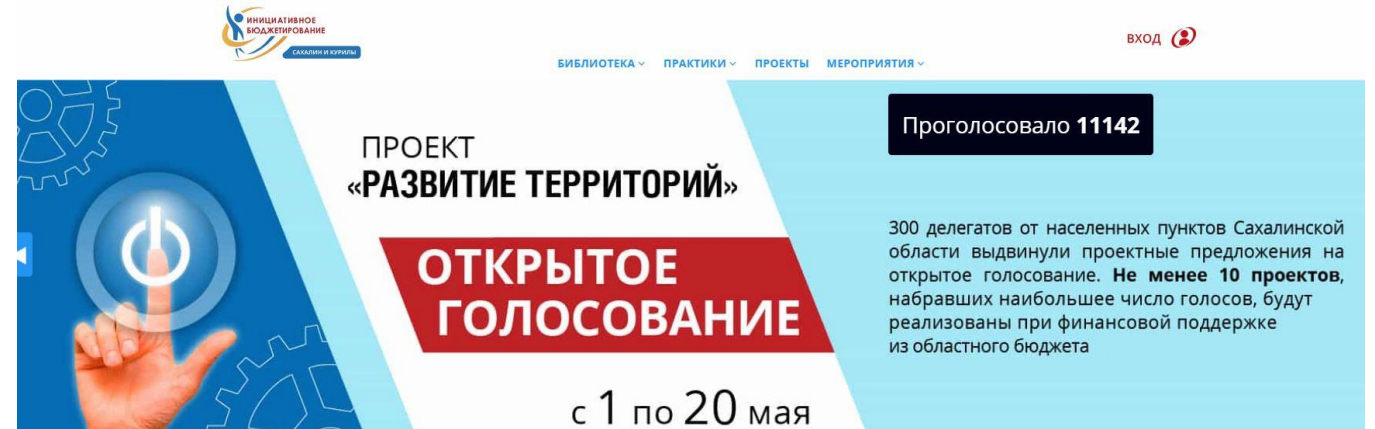 ИНИЦИАТИВНОЕ
БЮДЖЕТИРОВАНИЕ
САХАЛИН И КУРИЛЫ
ВХОД
БИБЛИОТЕКА ПРАКТИКИ ПРОЕКТЫ МЕРОПРИЯТИЯ
ПРОЕКТ
«РАЗВИТИЕ ТЕРРИТОРИЙ»
ОТКРЫТОЕ
ГОЛОСОВАНИЕ
с 1 по 20 мая
Проголосовало 11142
300 делегатов от населенных пунктов Сахалинской
области выдвинули проектные предложения на
открытое голосование. Не менее 10 проектов,
набравших наибольшее число голосов, будут
реализованы при финансовой поддержке
из областного бюджета